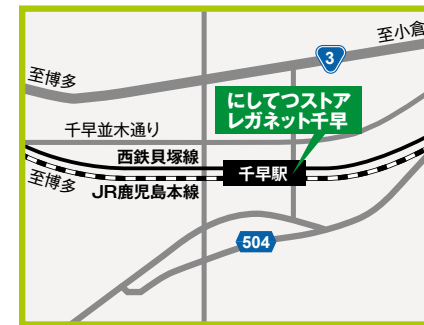 至小倉
3
至博多
にしてつストア
レガネット千早
千早並木通り
西鉄貝塚線
千早駅
至博多
JR鹿児島本線
504